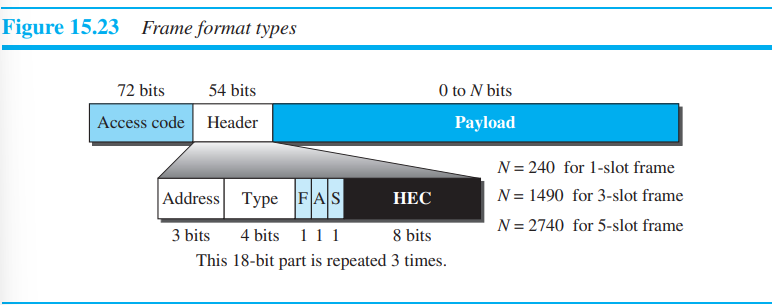 Figure 15.23 Frame format types
72 bits 54 bits 0 to N bits
Access code Header Payload
N = 240 for 1-slot frame
Address Type F A S HEC
N = 1490 for 3-slot frame
N = 2740 for 5-slot frame
3 bits 4 bits 1 1 1 8 bits
This 18-bit part is repeated 3 times.